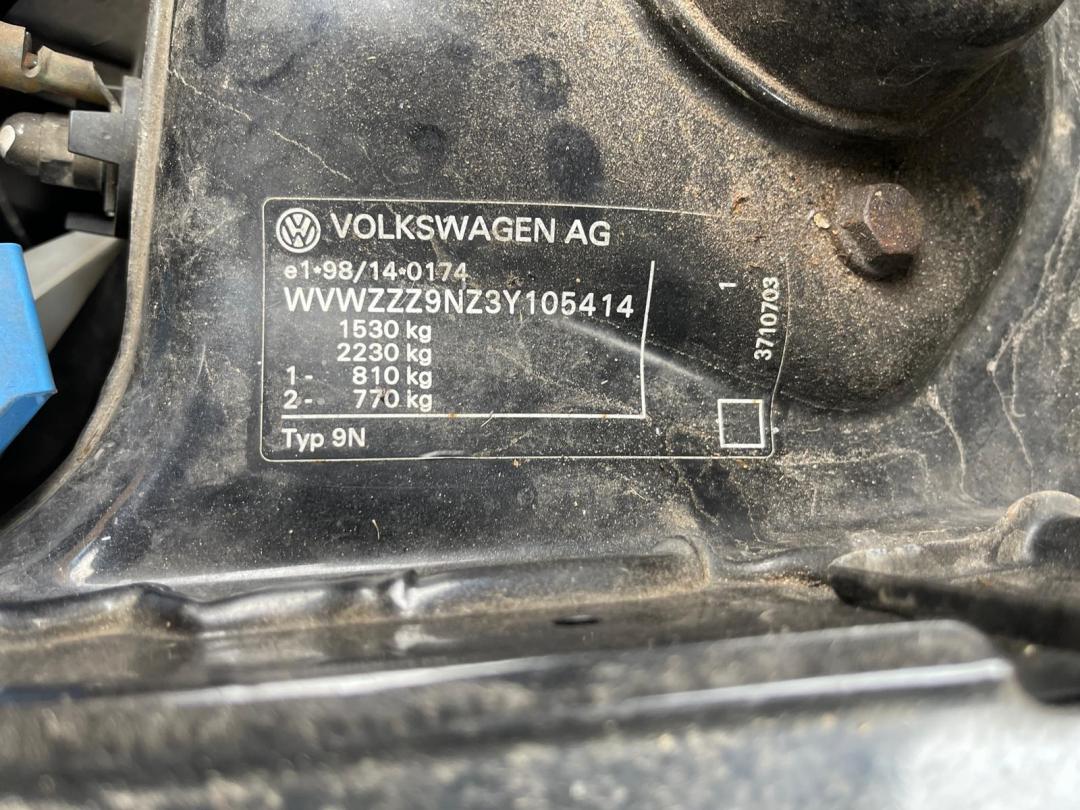 VOLKSWAGEN AG
e1*98/14*0174
WVWZZZ9NZ3Y105414
1530 kg
2230 kg
1- 810 kg
2- 770 kg
Typ 9N
1
3710703